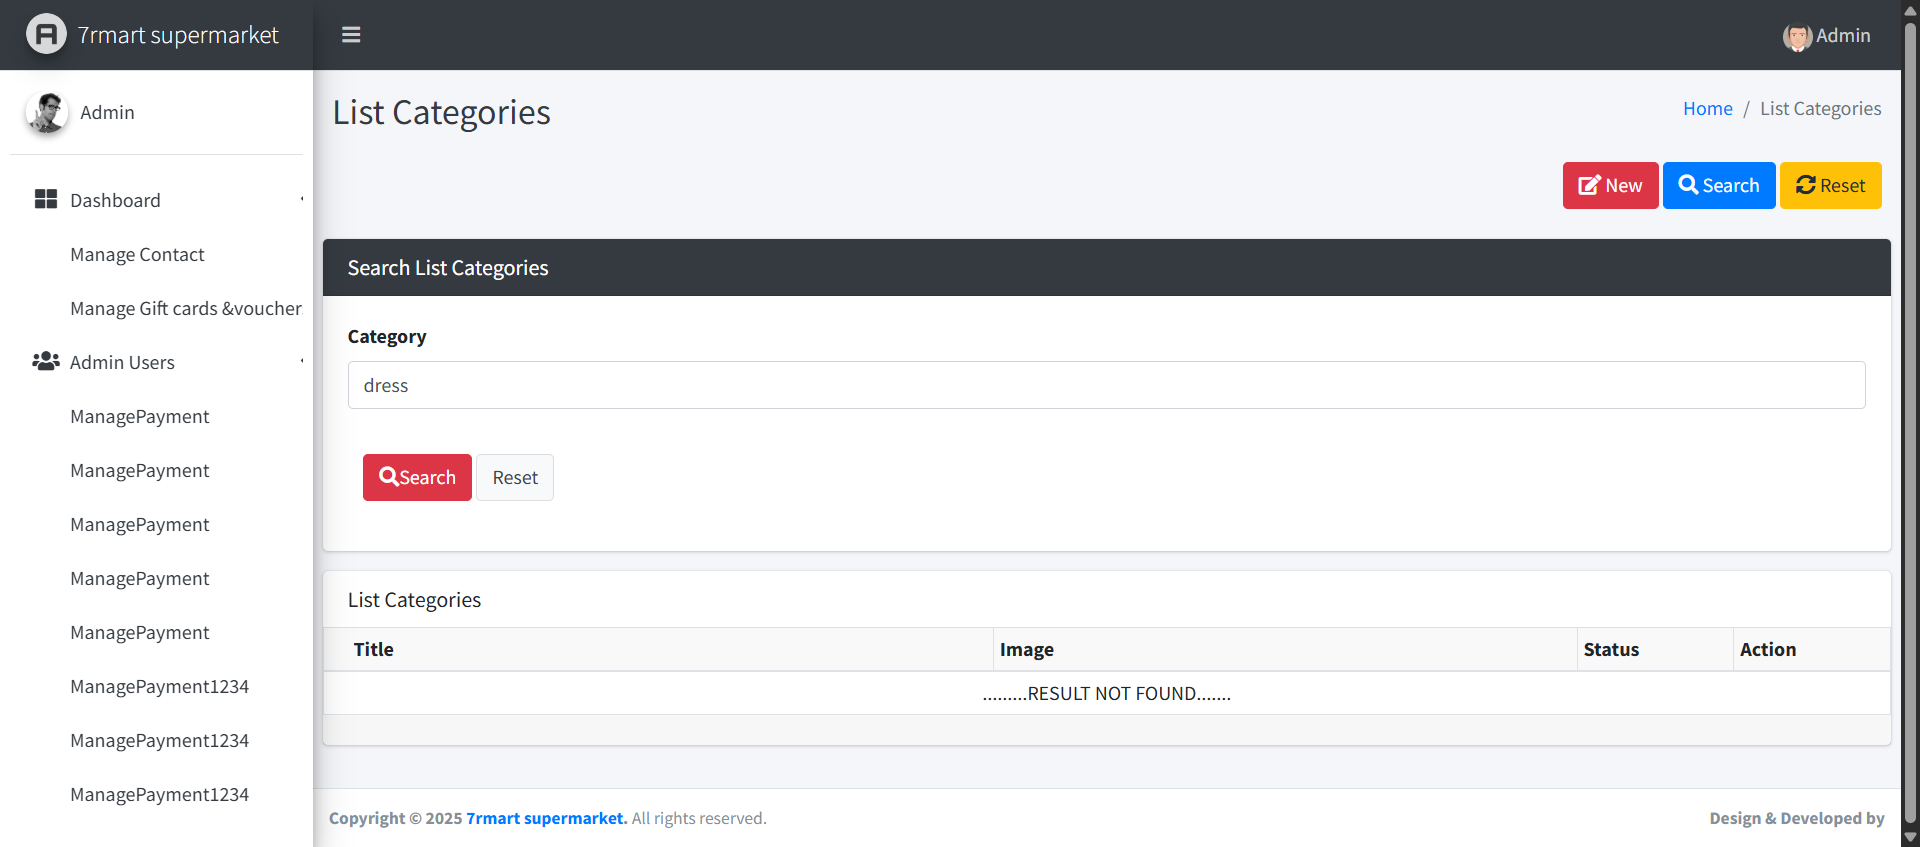 7rmart supermarket
Admin
Admin
List Categories
Home / List Categories
New
Search
Reset
Dashboard
Manage Contact
Manage Gift cards &voucher
Admin Users
ManagePayment
ManagePayment
ManagePayment
ManagePayment
ManagePayment
ManagePayment1234
ManagePayment1234
ManagePayment1234
Search List Categories
Category
dress
Search
Reset
List Categories
Title Image Status Action
.........RESULT NOT FOUND.......
Copyright © 2025 7rmart supermarket. All rights reserved.
Design & Developed by